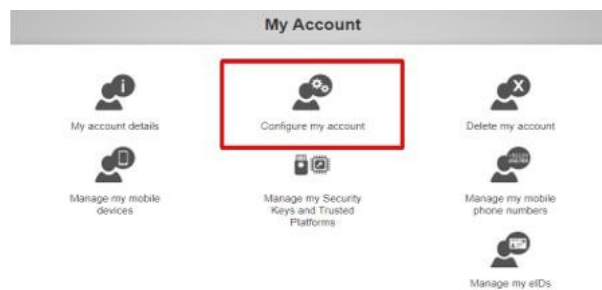 My Account
My account details
Configure my account
Delete my account
Manage my mobile
devices
Manage my Security
Keys and Trusted
Platforms
Manage my mobile
phone numbers
Manage my eIDs